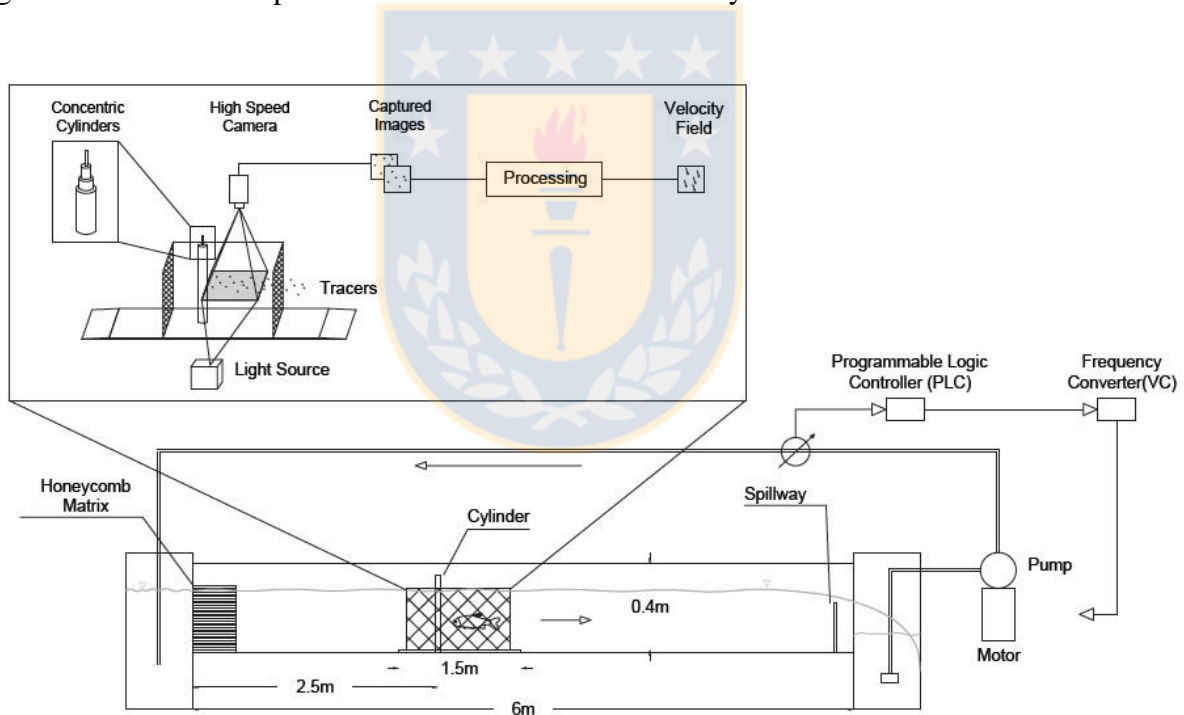 Concentric
Cylinders
High Speed
Camera
Captured
Images
Velocity
Field
Processing
Tracers
Light Source
Programmable Logic
Controller (PLC)
Frequency
Converter(VC)
Honeycomb
Matrix
Cylinder
Spillway
Pump
0.4m
Motor
1.5m
2.5m
6m